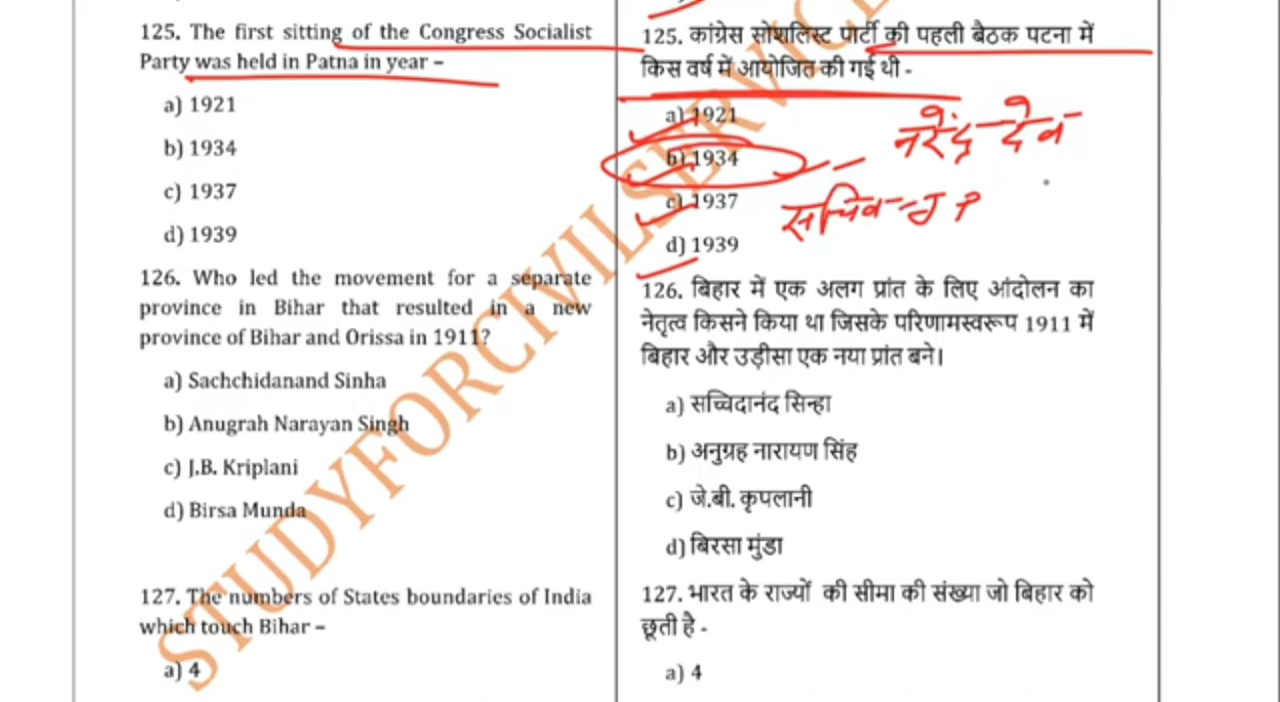 125. The first sitting of the Congress Socialist
Party was held in Patna in year –
a) 1921
b) 1934
c) 1937
d) 1939
126. Who led the movement for a separate
province in Bihar that resulted in a new
province of Bihar and Orissa in 1911?
a) Sachchidanand Sinha
b) Anugrah Narayan Singh
c) J.B. Kriplani
d) Birsa Munda
127. The numbers of States boundaries of India
which touch Bihar –
a) 4
125. कांग्रेस सोशलिस्ट पार्टी की पहली बैठक पटना में
किस वर्ष में आयोजित की गई थी -
a) 1921
b) 1934
c) 1937
d) 1939
नरेंद्र देव
सचिव
126. बिहार में एक अलग प्रांत के लिए आंदोलन का
नेतृत्व किसने किया था जिसके परिणामस्वरूप 1911 में
बिहार और उड़ीसा एक नया प्रांत बने।
a) सच्चिदानंद सिन्हा
b) अनुग्रह नारायण सिंह
c) जे.बी. कृपलानी
d) बिरसा मुंडा
127. भारत के राज्यों की सीमा की संख्या जो बिहार को
छूती है -
a) 4
STUDYFORCIVILSERVICE